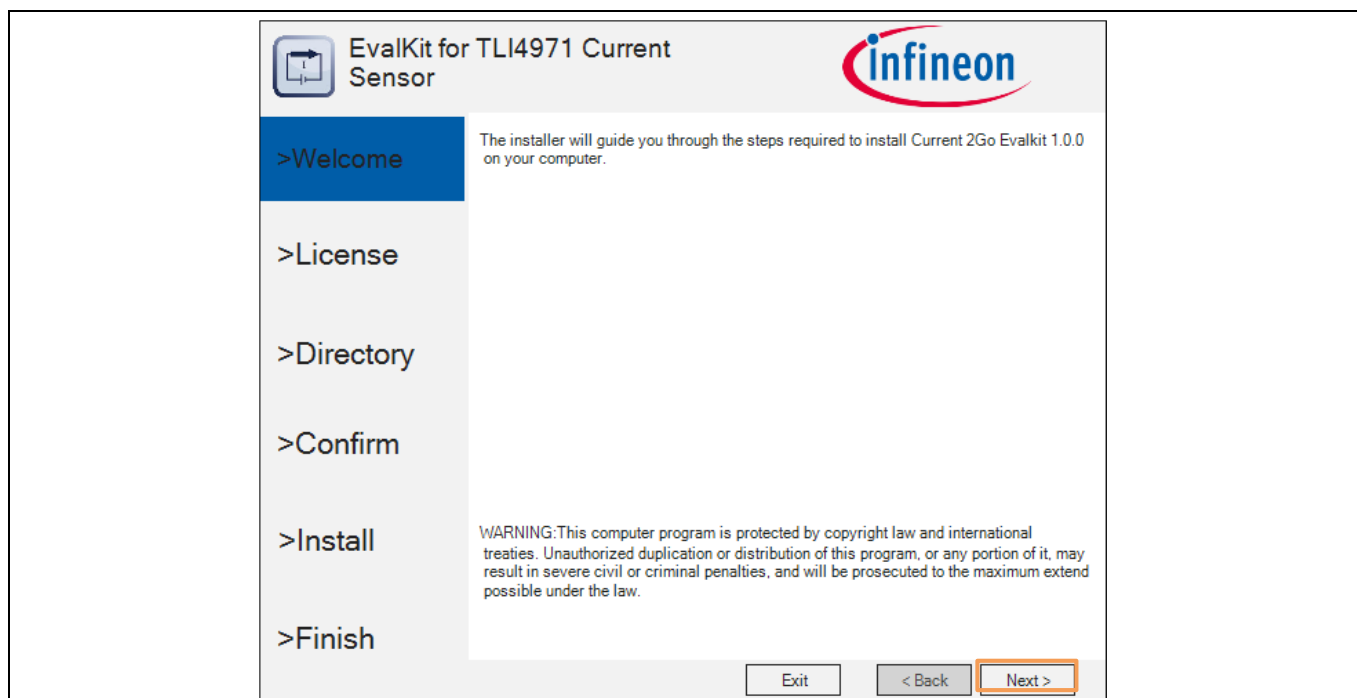 EvalKit for TLI4971 Current
Sensor
infineon
>Welcome
The installer will guide you through the steps required to install Current 2Go Evalkit 1.0.0
on your computer.
>License
>Directory
>Confirm
>Install
WARNING:This computer program is protected by copyright law and international
treaties. Unauthorized duplication or distribution of this program, or any portion of it, may
result in severe civil or criminal penalties, and will be prosecuted to the maximum extend
possible under the law.
>Finish
Exit
< Back
Next >